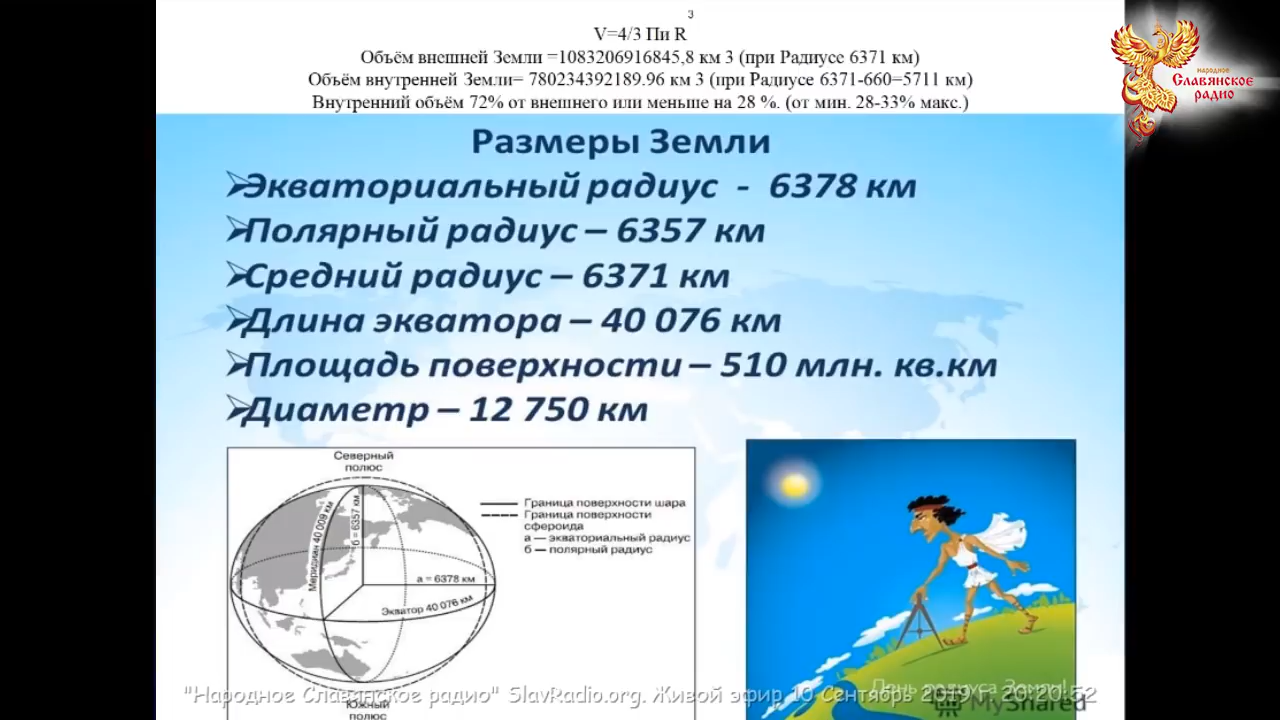 3
V=4/3 Пи R
Объём внешней Земли =1083206916845,8 км 3 (при Радиусе 6371 км)
Объём внутренней Земли= 780234392189.96 км 3 (при Радиусе 6371-660=5711 км)
Внутренний объём 72% от внешнего или меньше на 28 %. (от мин. 28-33% макс.)
народное
Славянское
радио
Размеры Земли
Экваториальный радиус - 6378 км
Полярный радиус – 6357 км
Средний радиус – 6371 км
Длина экватора – 40 076 км
Площадь поверхности – 510 млн. кв.км
Диаметр – 12 750 км
Северный
полюс
Меридиан 40 009 км
б = 6357 км
a = 6378 км
Экватор 40 076 км
Южный
полюс
Граница поверхности шара
Граница поверхности
сфероида
а — экваториальный радиус
б — полярный радиус
День радиуса Земли!
MyShared
"Народное Славянское радио" SlavRadio.org. Живой эфир 10 Сентябрь 2019 г. 20:20:52